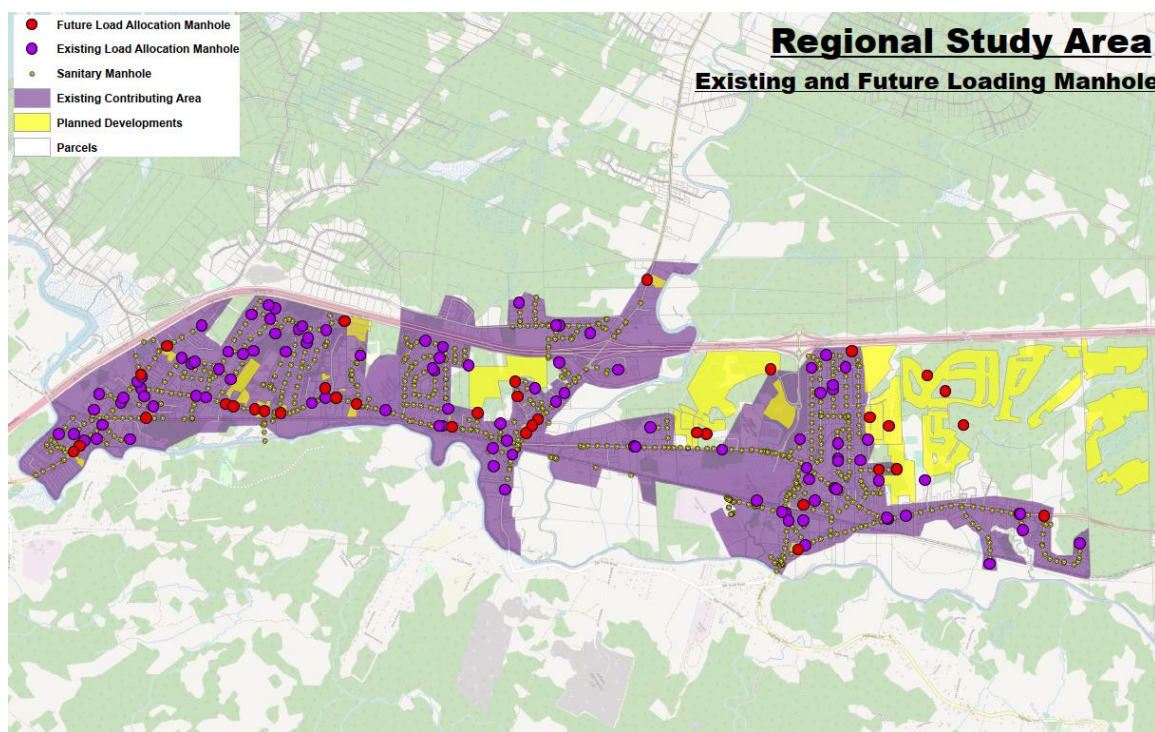 Future Load Allocation Manhole
Existing Load Allocation Manhole
Sanitary Manhole
Existing Contributing Area
Planned Developments
Parcels
Regional Study Area
Existing and Future Loading Manhole